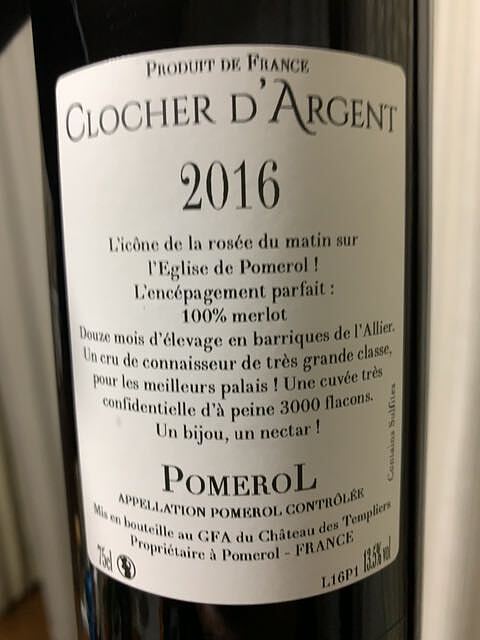 PRODUIT DE FRANCE
CLOCHER D'ARGENT
2016
L'icône de la rosée du matin sur
l'Eglise de Pomerol !
L'encépagement parfait :
100% merlot
Douze mois d'élevage en barriques de l'Allier.
Un cru de connaisseur de très grande classe,
pour les meilleurs palais ! Une cuvée très
confidentielle d'à peine 3000 flacons.
Un bijou, un nectar !
Contains Sulfites
POMEROL
APPELLATION POMEROL CONTRÔLÉE
Mis en bouteille au GFA du Château des Templiers
Propriétaire à Pomerol - FRANCE
75cl
L16P1
13.5% vol